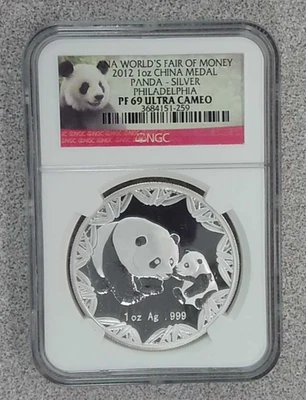 NA WORLD'S FAIR OF MONEY
2012 1oz CHINA MEDAL
PANDA - SILVER
PHILADELPHIA
PF 69 ULTRA CAMEO
3684151-259
NGC
1 oz Ag .999